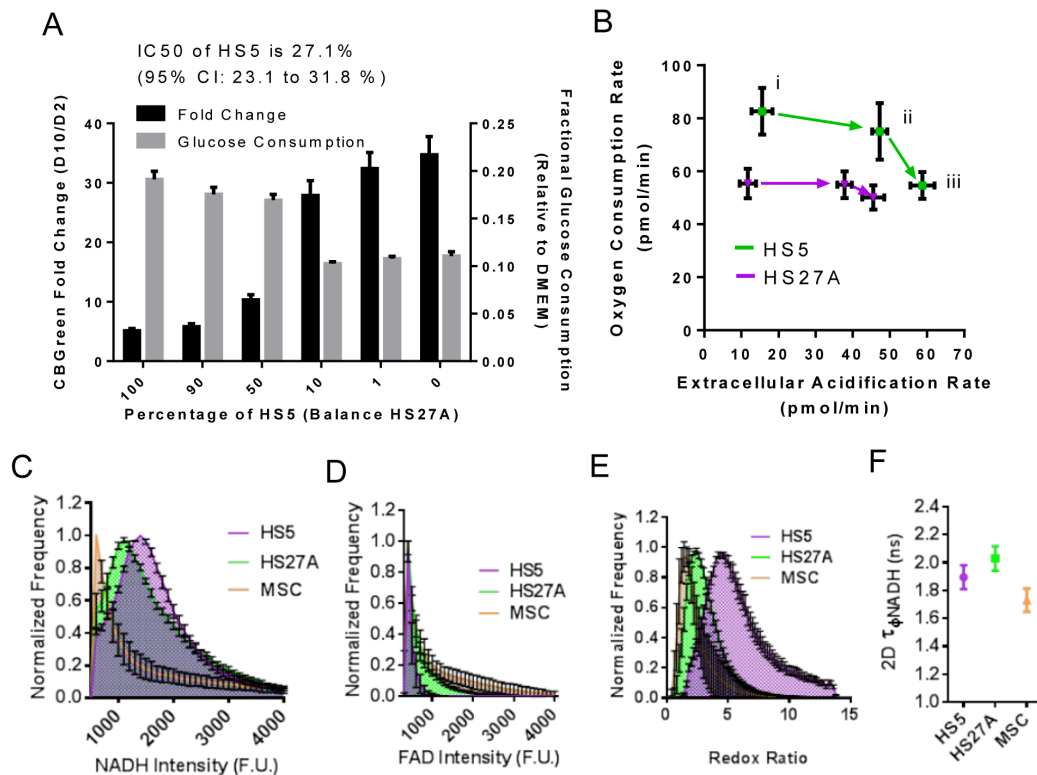 A
IC50 of HS5 is 27.1%
(95% CI: 23.1 to 31.8 %)
Fold Change
Glucose Consumption
CBGreen Fold Change (D10/D2)
40
30
20
10
0
Fractional Glucose Consumption
(Relative to DMEM)
0.25
0.20
0.15
0.10
0.05
0.00
100
90
50
10
1
0
Percentage of HS5 (Balance HS27A)
B
Oxygen Consumption Rate
(pmol/min)
100
80
60
40
20
0
i
ii
iii
HS5
HS27A
0 10 20 30 40 50 60 70
Extracellular Acidification Rate
(pmol/min)
C
Normalized Frequency
1.2
1.0
0.8
0.6
0.4
0.2
0.0
HS5
HS27A
MSC
1000
2000
3000
4000
NADH Intensity (F.U.)
D
Normalized Frequency
1.2
1.0
0.8
0.6
0.4
0.2
0.0
HS5
HS27A
MSC
1000
2000
3000
4000
FAD Intensity (F.U.)
E
Normalized Frequency
1.2
1.0
0.8
0.6
0.4
0.2
0.0
HS5
HS27A
MSC
0 5 10 15
Redox Ratio
F
2D τϕNADH (ns)
2.4
2.2
2.0
1.8
1.6
1.4
1.2
1.0
HS5
HS27A
MSC